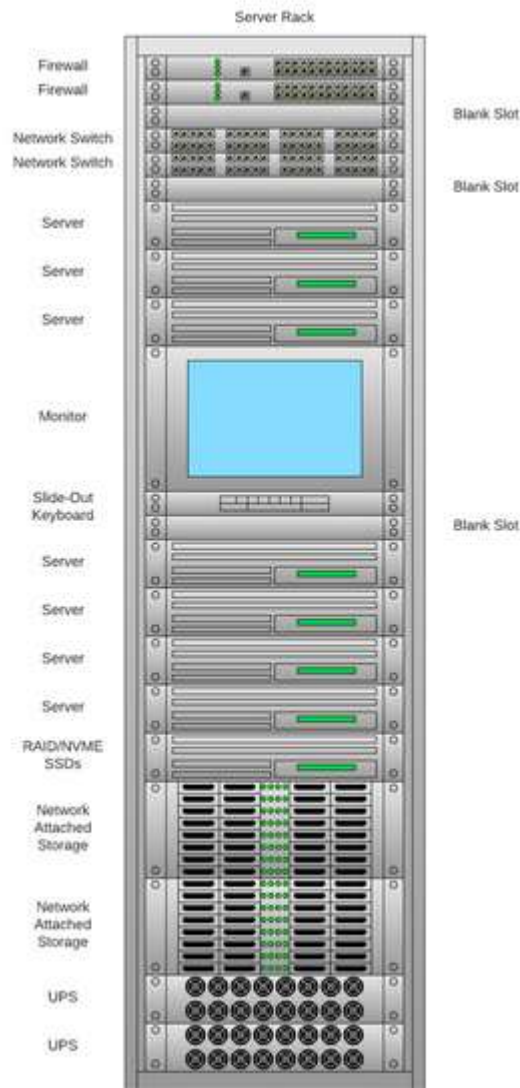 Server Rack
Firewall
Firewall
Blank Slot
Network Switch
Network Switch
Blank Slot
Server
Server
Server
Monitor
Slide-Out
Keyboard
Blank Slot
Server
Server
Server
Server
RAID/NVME
SSDs
Network
Attached
Storage
Network
Attached
Storage
UPS
UPS